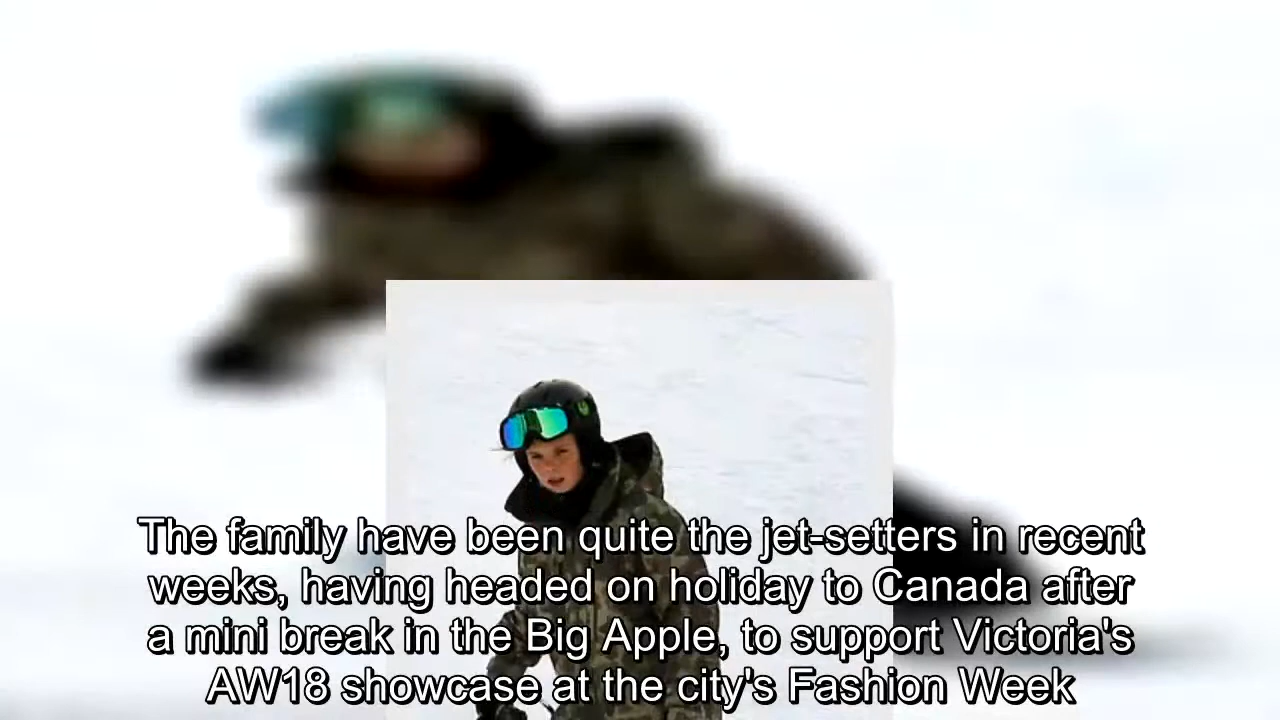 The family have been quite the jet-setters in recent
weeks, having headed on holiday to Canada after
a mini break in the Big Apple, to support Victoria's
AW18 showcase at the city's Fashion Week